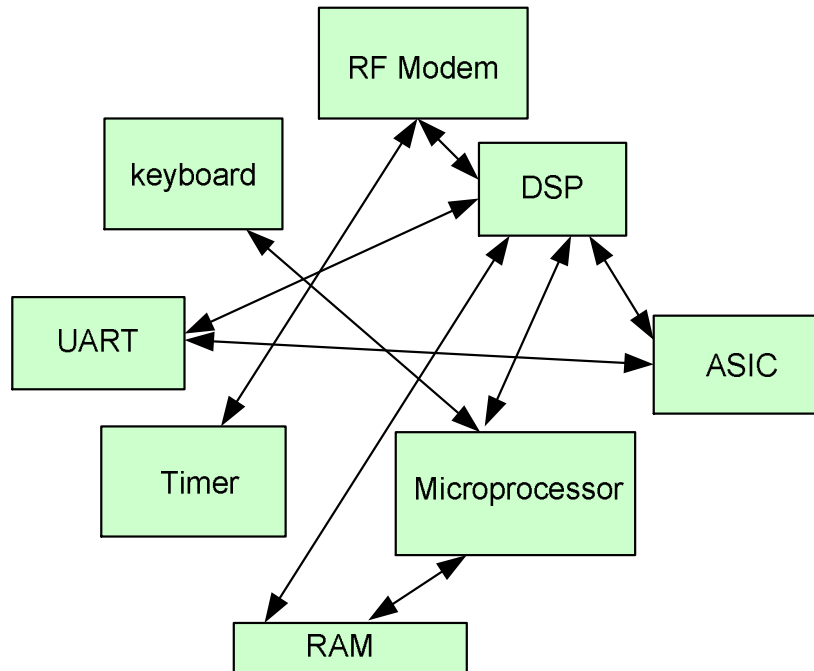 RF Modem
keyboard
DSP
UART
ASIC
Timer
Microprocessor
RAM